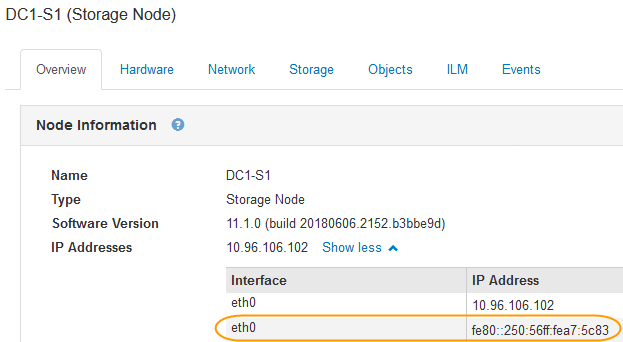 DC1-S1 (Storage Node)
Overview Hardware Network Storage Objects ILM Events
Node Information ?
Name DC1-S1
Type Storage Node
Software Version 11.1.0 (build 20180606.2152.b3bbe9d)
IP Addresses 10.96.106.102 Show less
Interface IP Address
eth0 10.96.106.102
eth0 fe80::250:56ff:fea7:5c83